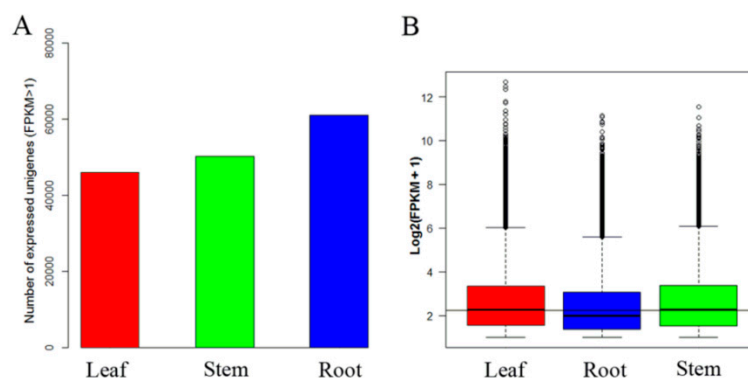 A
Number of expressed unigenes (FPKM>1)
80000
60000
40000
20000
0
Leaf Stem Root
B
Log2(FPKM + 1)
12
10
8
6
4
2
Leaf Root Stem